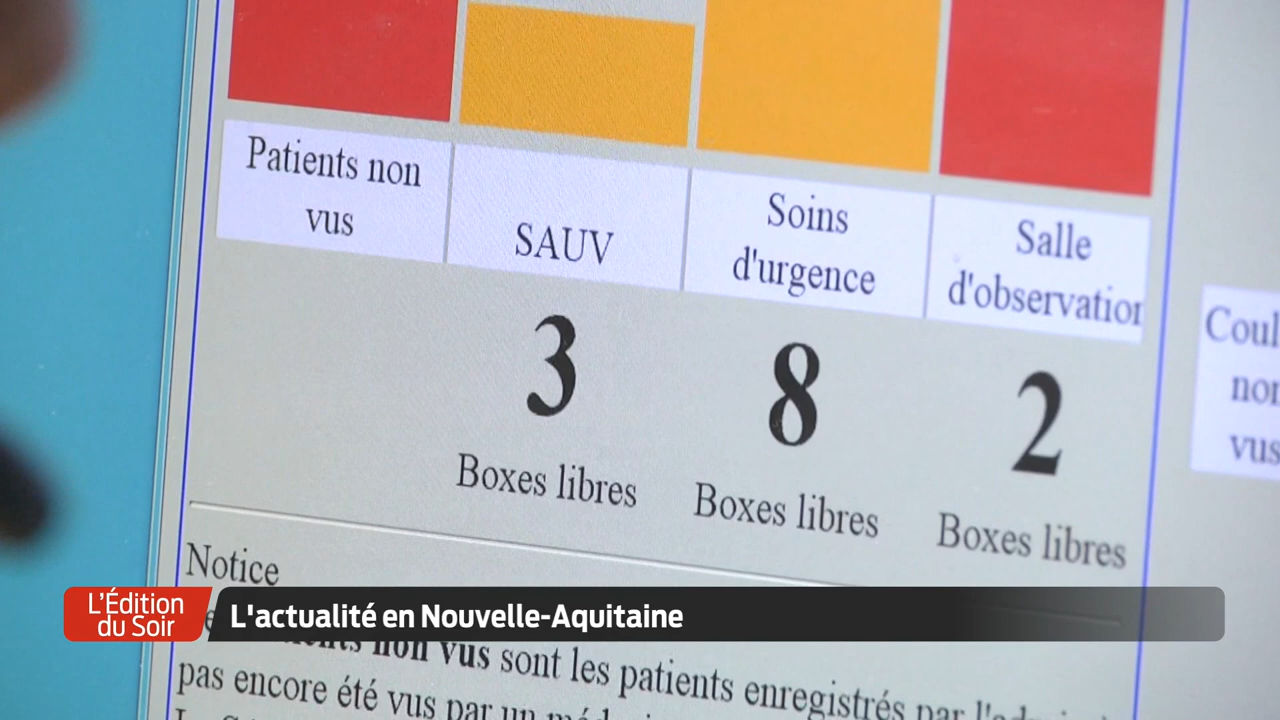 Patients non
vus
SAUV
Soins
d'urgence
Salle
d'observation
3
8
2
Boxes libres
Boxes libres
Boxes libres
Coul
non
vus
Notice
L'Édition
du Soir
L'actualité en Nouvelle-Aquitaine
non vus sont les patients enregistrés par
pas encore été vus par un